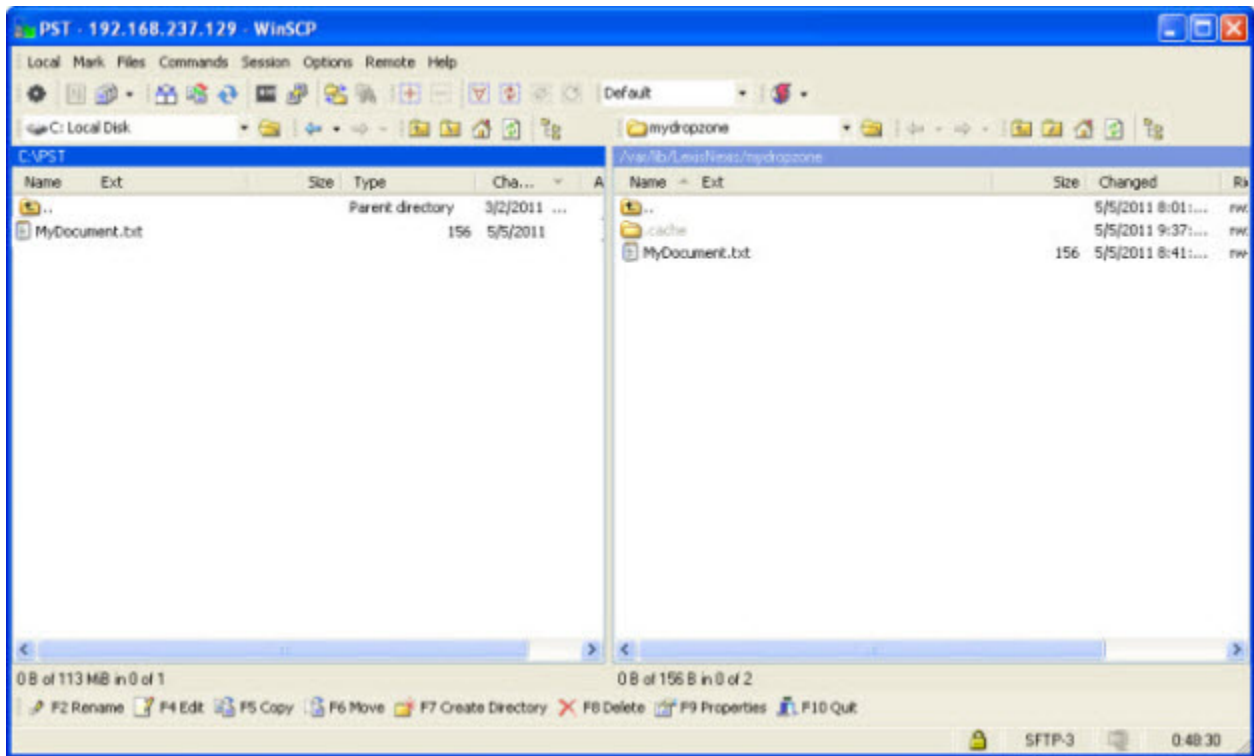 PST - 192.168.237.129 - WinSCP
Local Mark Files Commands Session Options Remote Help
Default
C: Local Disk
mydropzone
C:\PST
/var/lib/LexisNexis/mydropzone
Name Ext Size Type Cha... A
Name Ext Size Changed
.. Parent directory 3/2/2011 ...
.. 5/5/2011 8:01:...
MyDocument.txt 156 5/5/2011
.cache 5/5/2011 9:37:...
MyDocument.txt 156 5/5/2011 8:41:...
0 B of 113 MiB in 0 of 1
0 B of 156 B in 0 of 2
F2 Rename F4 Edit F5 Copy F6 Move F7 Create Directory F8 Delete F9 Properties F10 Quit
SFTP-3 0:48:30